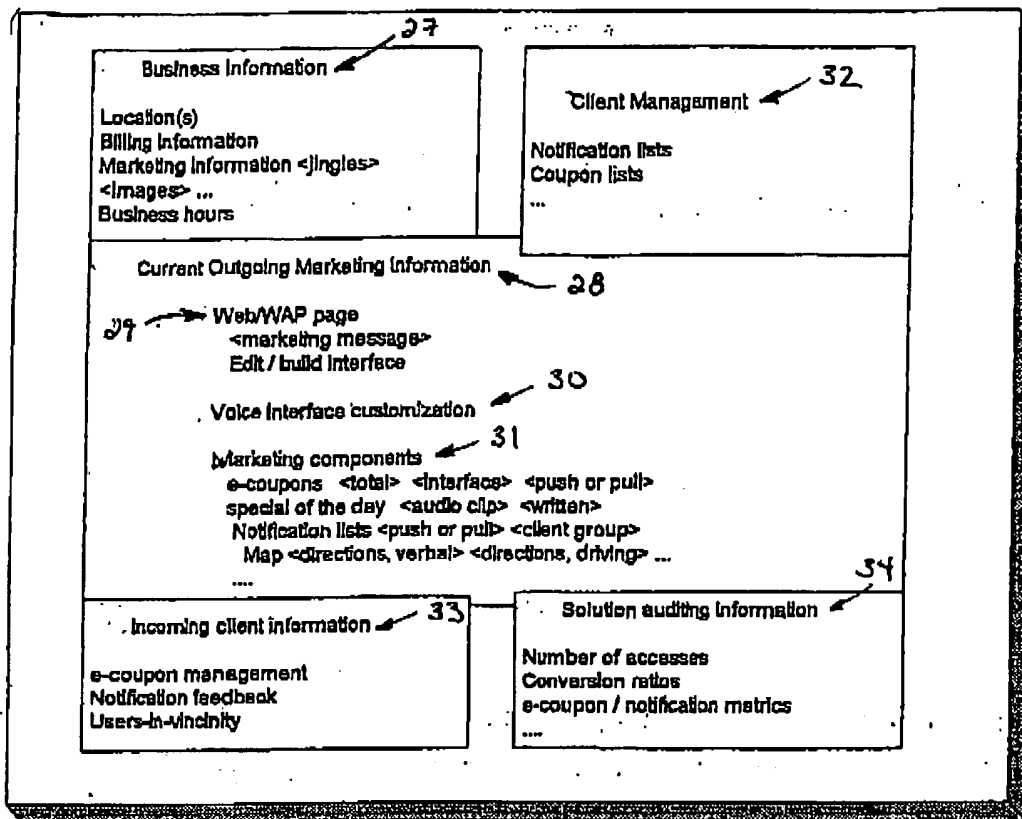 27
Business Information
Location(s)
Billing Information
Marketing Information <jingles>
<images> ...
Business hours
32
Client Management
Notification lists
Coupon lists
...
Current Outgoing Marketing Information
28
29
Web/WAP page
<marketing message>
Edit / build interface
30
Voice Interface customization
31
Marketing components
e-coupons <total> <interface> <push or pull>
special of the day <audio clip> <written>
Notification lists <push or pull> <client group>
Map <directions, verbal> <directions, driving> ...
....
33
Incoming client information
e-coupon management
Notification feedback
Users-in-vincinity
34
Solution auditing information
Number of accesses
Conversion ratios
e-coupon / notification metrics
....